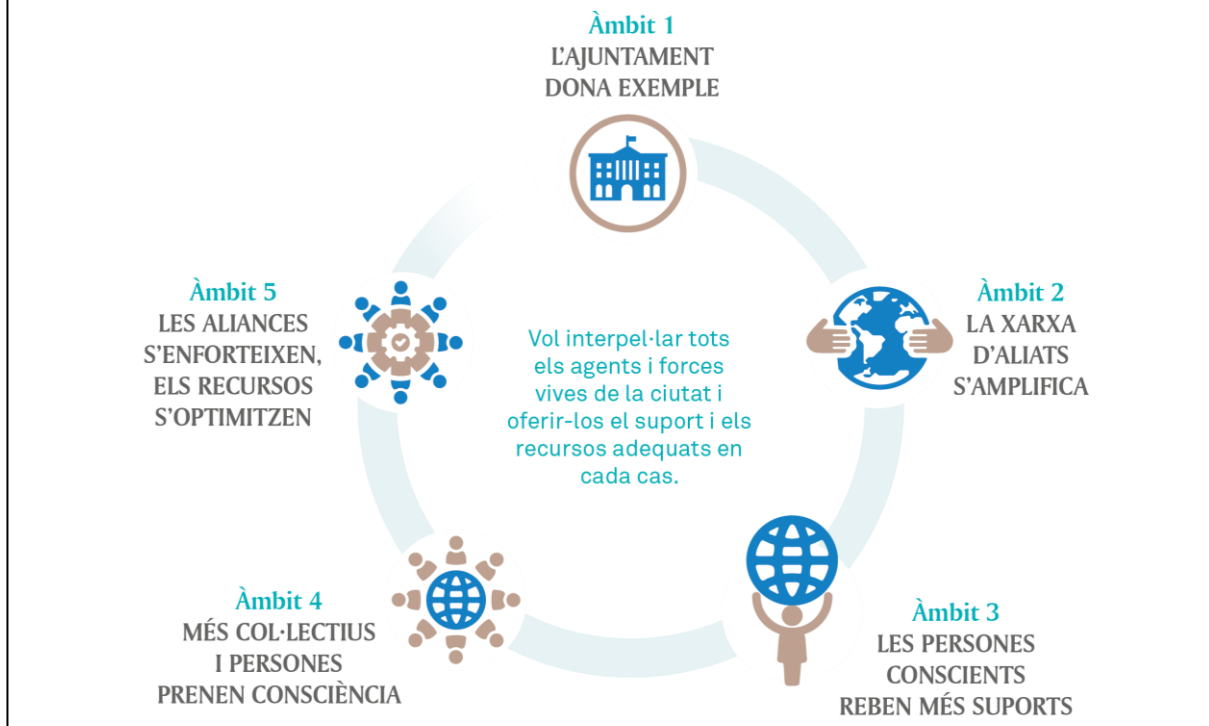 Àmbit 1
L'AJUNTAMENT
DONA EXEMPLE
Àmbit 2
LA XARXA
D'ALIATS
S'AMPLIFICA
Àmbit 3
LES PERSONES
CONSCIENTS
REBEN MÉS SUPORTS
Àmbit 4
MÉS COL·LECTIUS
I PERSONES
PRENEN CONSCIÈNCIA
Àmbit 5
LES ALIANCES
S'ENFORTEIXEN,
ELS RECURSOS
S'OPTIMITZEN
Vol interpel·lar tots
els agents i forces
vives de la ciutat i
oferir-los el suport i els
recursos adequats en
cada cas.